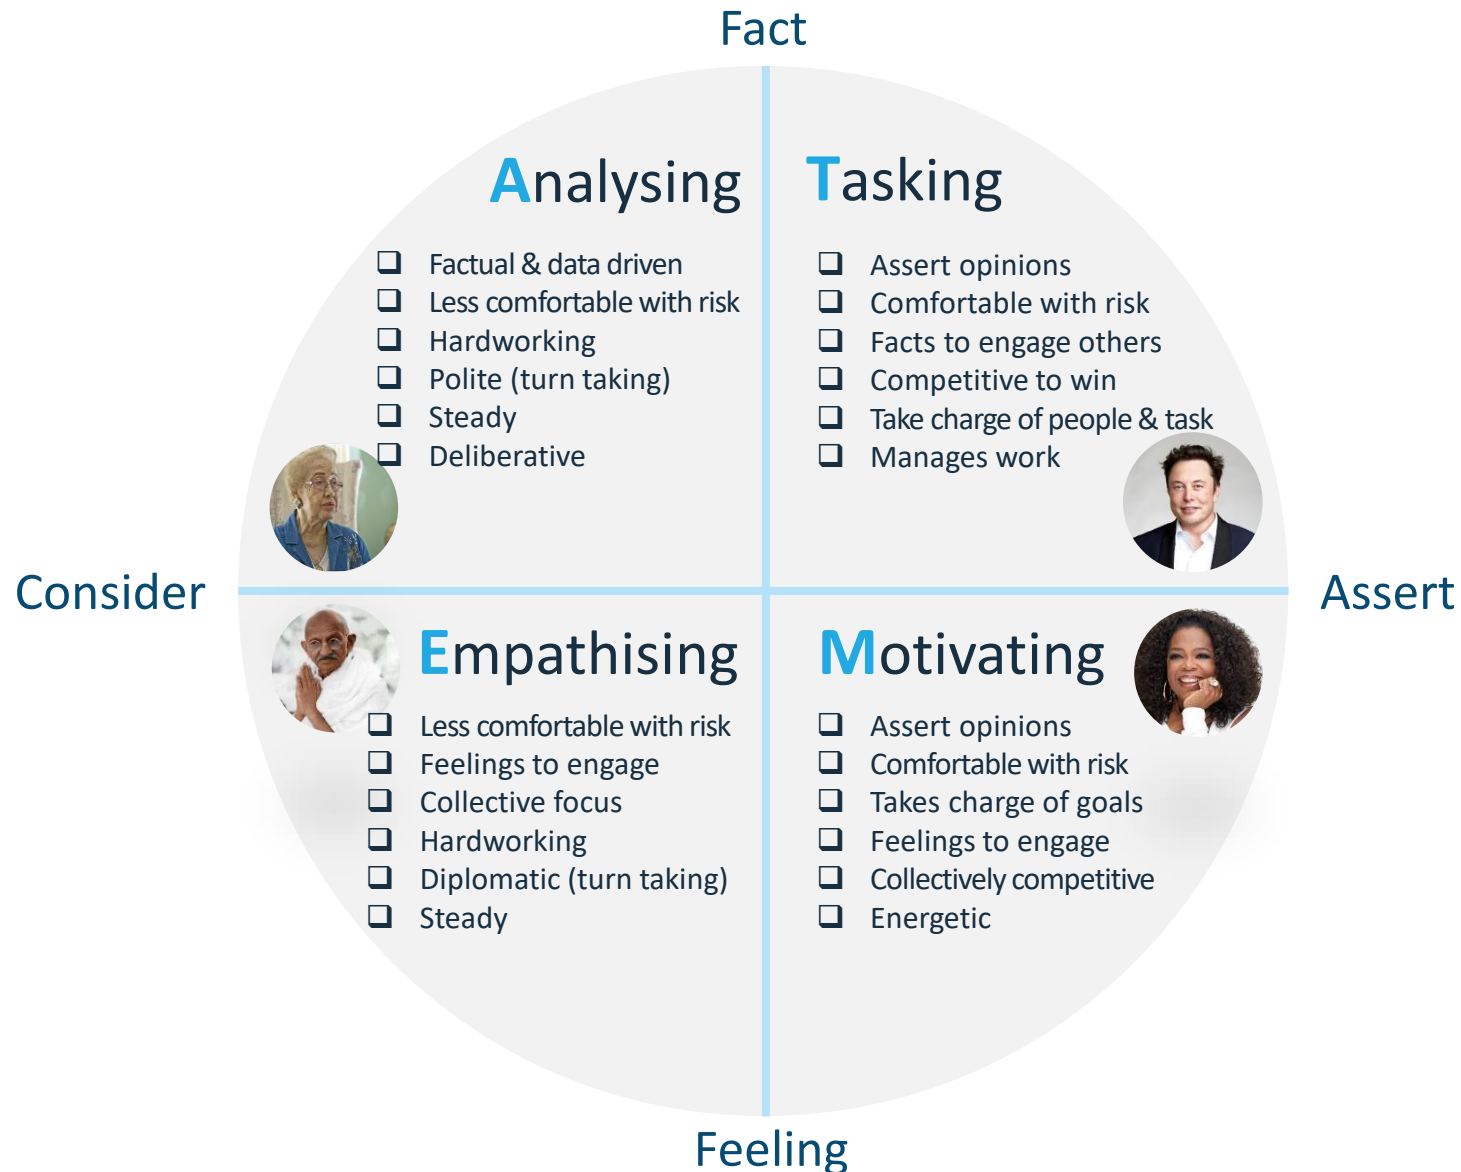 Fact
Analysing
Factual & data driven
Less comfortable with risk
Hardworking
Polite (turn taking)
Steady
Deliberative
Tasking
Assert opinions
Comfortable with risk
Facts to engage others
Competitive to win
Take charge of people & task
Manages work
Consider
Assert
Empathising
Less comfortable with risk
Feelings to engage
Collective focus
Hardworking
Diplomatic (turn taking)
Steady
Motivating
Assert opinions
Comfortable with risk
Takes charge of goals
Feelings to engage
Collectively competitive
Energetic
Feeling